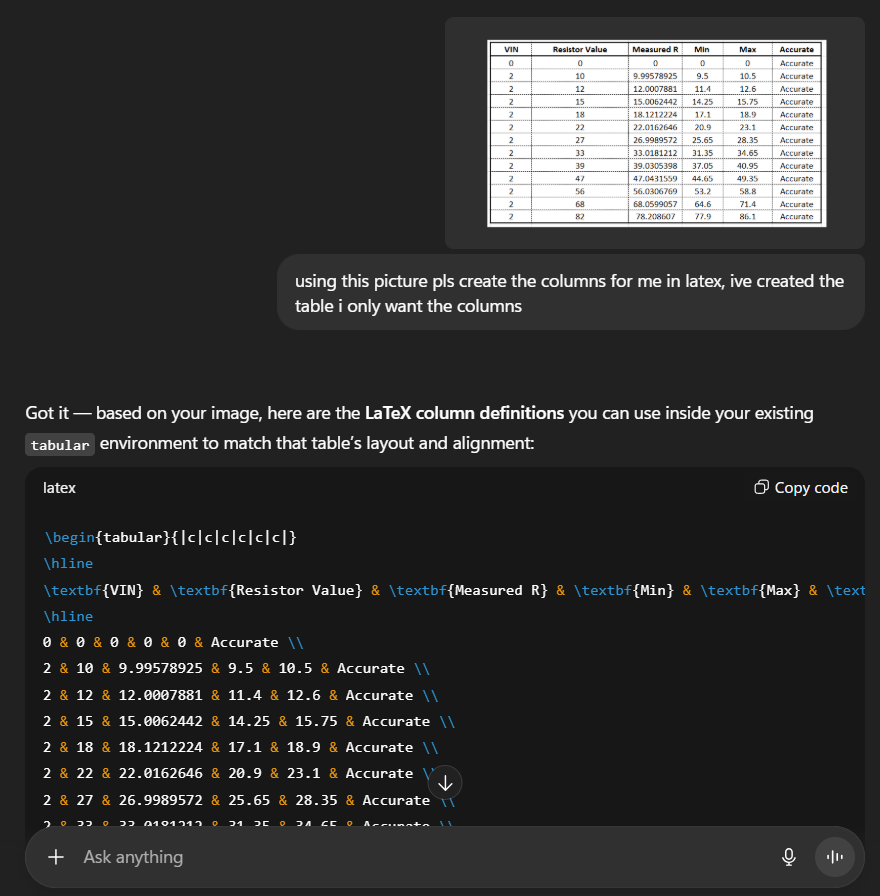 VIN Resistor Value Measured R Min Max Accurate
0 0 0 0 0 Accurate
2 10 9.99578925 9.5 10.5 Accurate
2 12 12.0007881 11.4 12.6 Accurate
2 15 15.0062442 14.25 15.75 Accurate
2 18 18.1212224 17.1 18.9 Accurate
2 22 22.0162646 20.9 23.1 Accurate
2 27 26.9989572 25.65 28.35 Accurate
2 33 33.0181212 31.35 34.65 Accurate
2 39 39.0305398 37.05 40.95 Accurate
2 47 47.0431559 44.65 49.35 Accurate
2 56 56.0306769 53.2 58.8 Accurate
2 68 68.0599057 64.6 71.4 Accurate
2 82 78.208607 77.9 86.1 Accurate
using this picture pls create the columns for me in latex, ive created the
table i only want the columns
Got it — based on your image, here are the LaTeX column definitions you can use inside your existing
tabular environment to match that table's layout and alignment:
latex Copy code
\begin{tabular}{|c|c|c|c|c|c|}
\hline
\textbf{VIN} & \textbf{Resistor Value} & \textbf{Measured R} & \textbf{Min} & \textbf{Max} & \text
\hline
0 & 0 & 0 & 0 & 0 & Accurate \\
2 & 10 & 9.99578925 & 9.5 & 10.5 & Accurate \\
2 & 12 & 12.0007881 & 11.4 & 12.6 & Accurate \\
2 & 15 & 15.0062442 & 14.25 & 15.75 & Accurate \\
2 & 18 & 18.1212224 & 17.1 & 18.9 & Accurate \\
2 & 22 & 22.0162646 & 20.9 & 23.1 & Accurate \
2 & 27 & 26.9989572 & 25.65 & 28.35 & Accurate \\
2 & 33 & 33.0181212 & 31.35 & 34.65 & Accurate \\
Ask anything